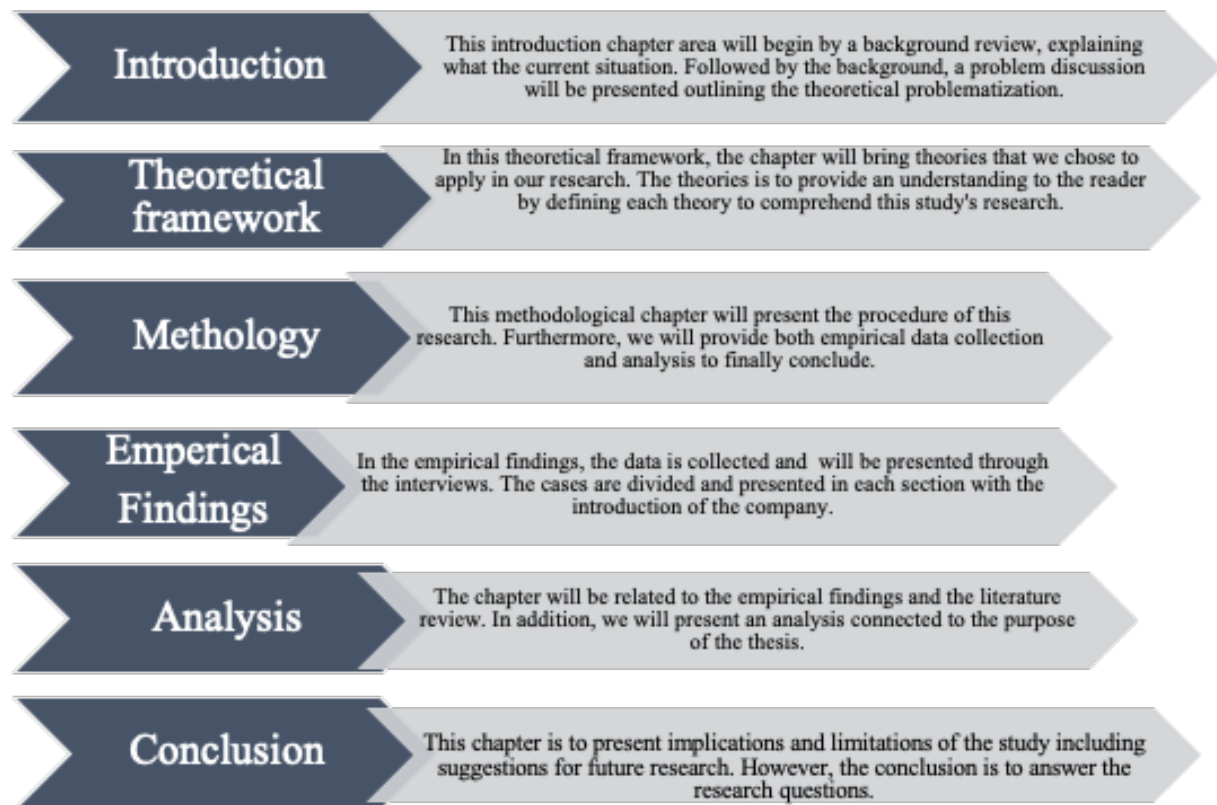 Introduction
This introduction chapter area will begin by a background review, explaining
what the current situation. Followed by the background, a problem discussion
will be presented outlining the theoretical problematization.
Theoretical
framework
In this theoretical framework, the chapter will bring theories that we chose to
apply in our research. The theories is to provide an understanding to the reader
by defining each theory to comprehend this study's research.
Methology
This methodological chapter will present the procedure of this
research. Furthermore, we will provide both empirical data collection
and analysis to finally conclude.
Emperical
Findings
In the empirical findings, the data is collected and  will be presented through
the interviews. The cases are divided and presented in each section with the
introduction of the company.
Analysis
The chapter will be related to the empirical findings and the literature
review. In addition, we will present an analysis connected to the purpose
of the thesis.
Conclusion
This chapter is to present implications and limitations of the study including
suggestions for future research. However, the conclusion is to answer the
research questions.